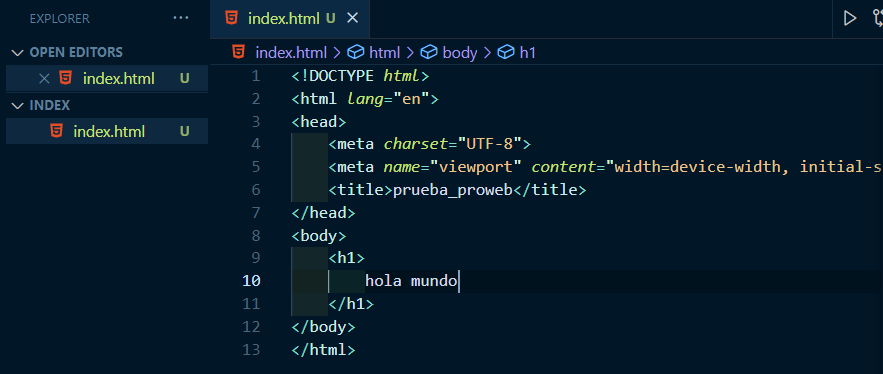 EXPLORER ···
index.html U ×
OPEN EDITORS
× index.html U
INDEX
index.html U
index.html > html > body > h1
1 <!DOCTYPE html>
2 <html lang="en">
3 <head>
4 <meta charset="UTF-8">
5 <meta name="viewport" content="width=device-width, initial-s
6 <title>prueba_proweb</title>
7 </head>
8 <body>
9 <h1>
10 hola mundo
11 </h1>
12 </body>
13 </html>